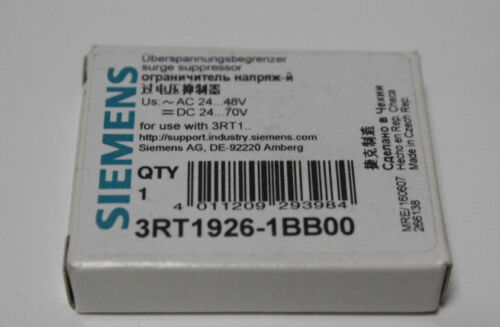 SIEMENS
Überspannungsbegrenzer
surge suppressor
ограничитель напряж-й
过电压抑制器
Us: ~ AC 24...48V
= DC 24...70V
for use with 3RT1..
http://support.industry.siemens.com
Siemens AG, DE-92220 Amberg
QTY
1
4 011209 293984
3RT1926-1BB00
捷克制造
Сделано в Чехии
Hecho en Rep. Checa
Made in Czech Rep.
MRE/160607
266138